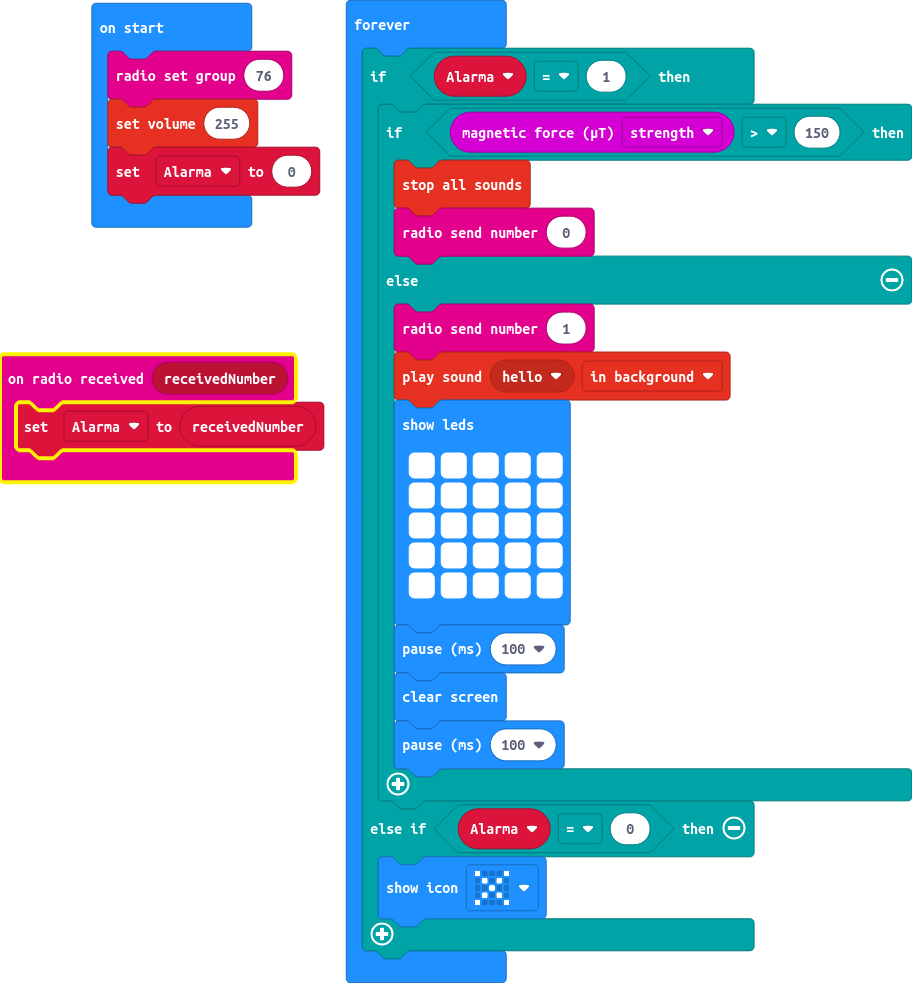 on start
radio set group 76
set volume 255
set Alarma to 0
on radio received receivedNumber
set Alarma to receivedNumber
forever
if Alarma = 1 then
if magnetic force (µT) strength > 150 then
stop all sounds
radio send number 0
else
radio send number 1
play sound hello in background
show leds
pause (ms) 100
clear screen
pause (ms) 100
else if Alarma = 0 then
show icon